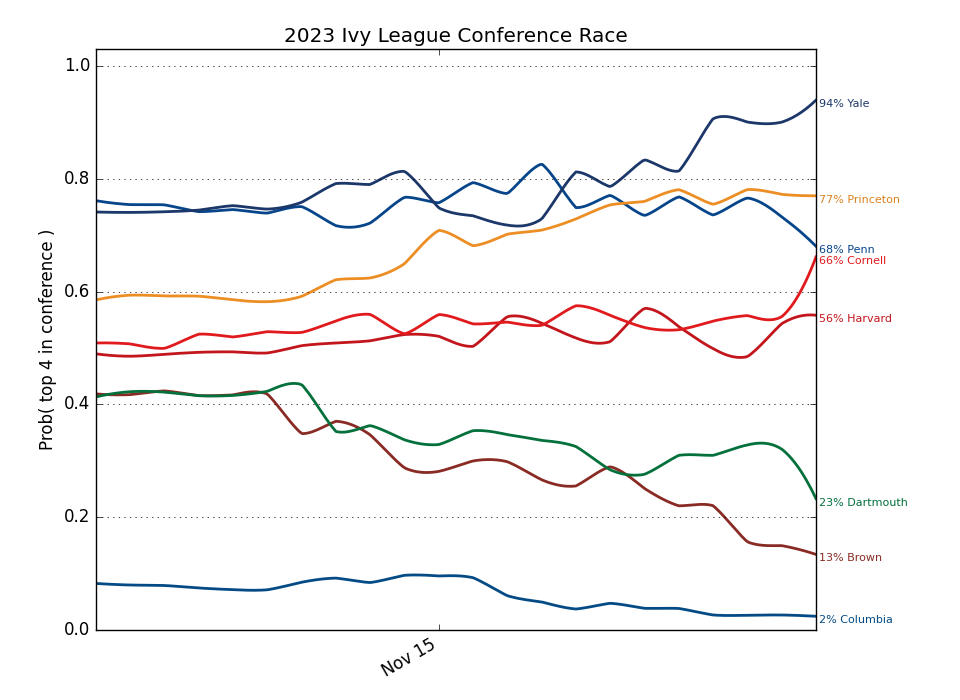 2023 Ivy League Conference Race
Prob( top 4 in conference )
1.0
0.8
0.6
0.4
0.2
0.0
94% Yale
77% Princeton
68% Penn
66% Cornell
56% Harvard
23% Dartmouth
13% Brown
2% Columbia
Nov 15